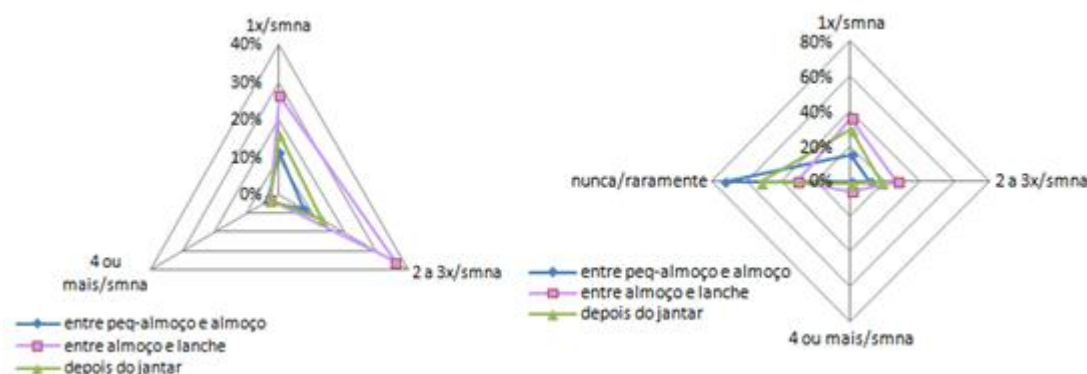 1x/smna
40%
30%
20%
10%
0%
4 ou
mais/smna
2 a 3x/smna
entre peq-almoço e almoço
entre almoço e lanche
depois do jantar
1x/smna
80%
60%
40%
20%
0%
nunca/raramente
2 a 3x/smna
4 ou mais/smna
entre peq-almoço e almoço
entre almoço e lanche
depois do jantar